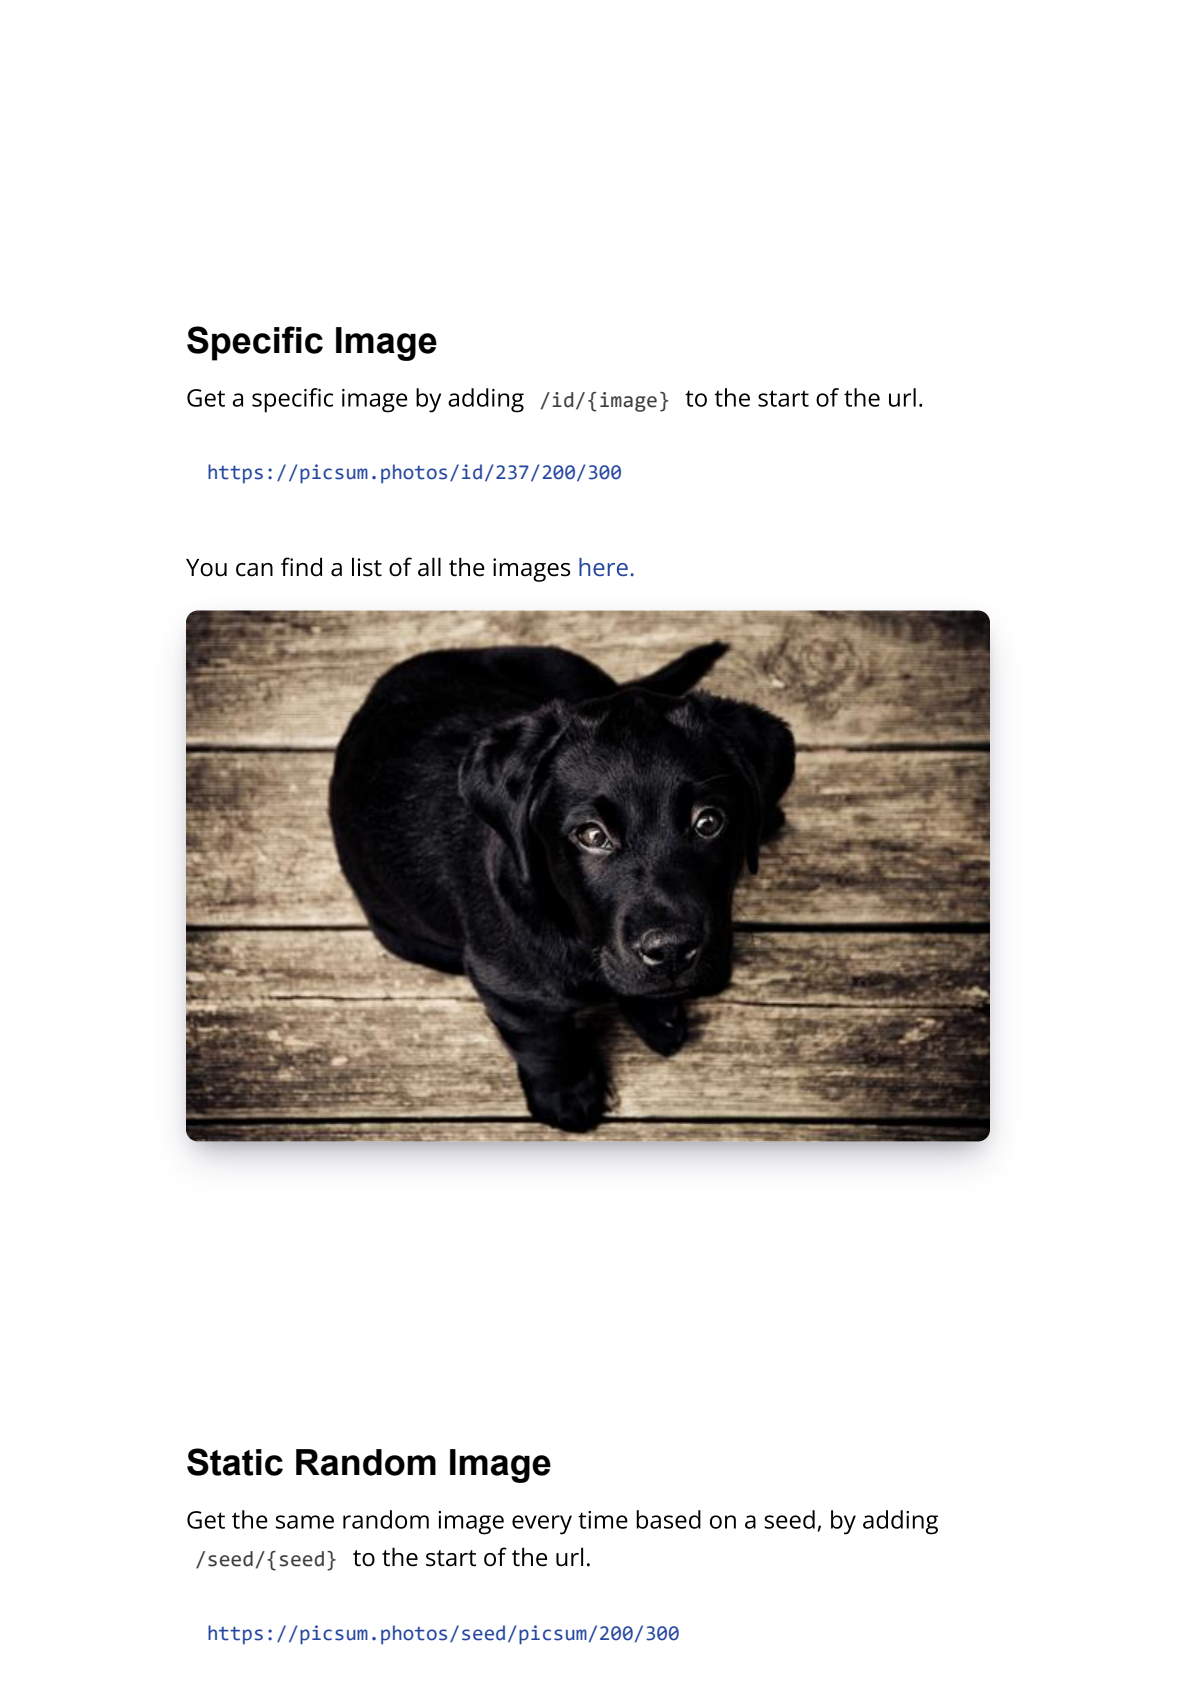 Specific Image
Get a specific image by adding /id/{image} to the start of the url.
https://picsum.photos/id/237/200/300
You can find a list of all the images here.
Static Random Image
Get the same random image every time based on a seed, by adding
/seed/{seed} to the start of the url.
https://picsum.photos/seed/picsum/200/300